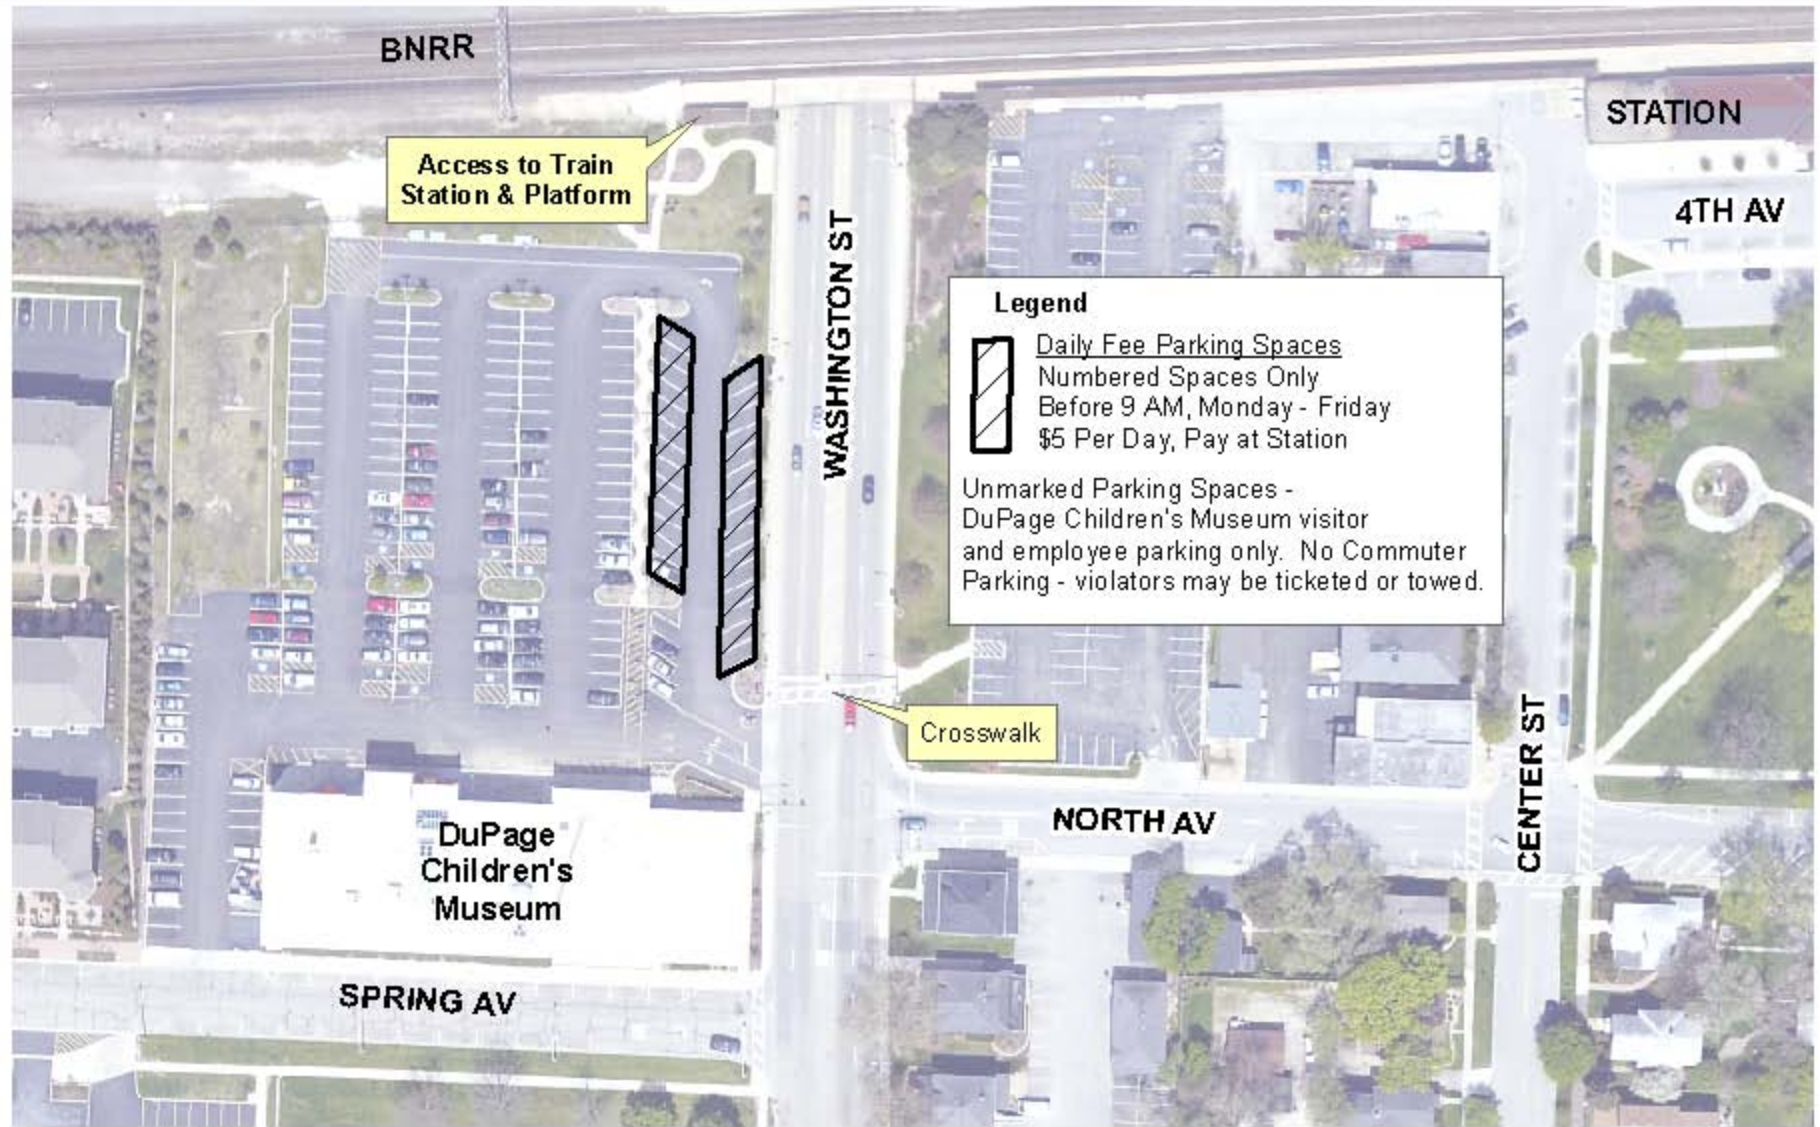 BNRR
STATION
Access to Train
Station & Platform
4TH AV
WASHINGTON ST
Legend
Daily Fee Parking Spaces
Numbered Spaces Only
Before 9 AM, Monday - Friday
$5 Per Day, Pay at Station
Unmarked Parking Spaces -
DuPage Children's Museum visitor
and employee parking only. No Commuter
Parking - violators may be ticketed or towed.
Crosswalk
NORTH AV
CENTER ST
DuPage
Children's
Museum
SPRING AV